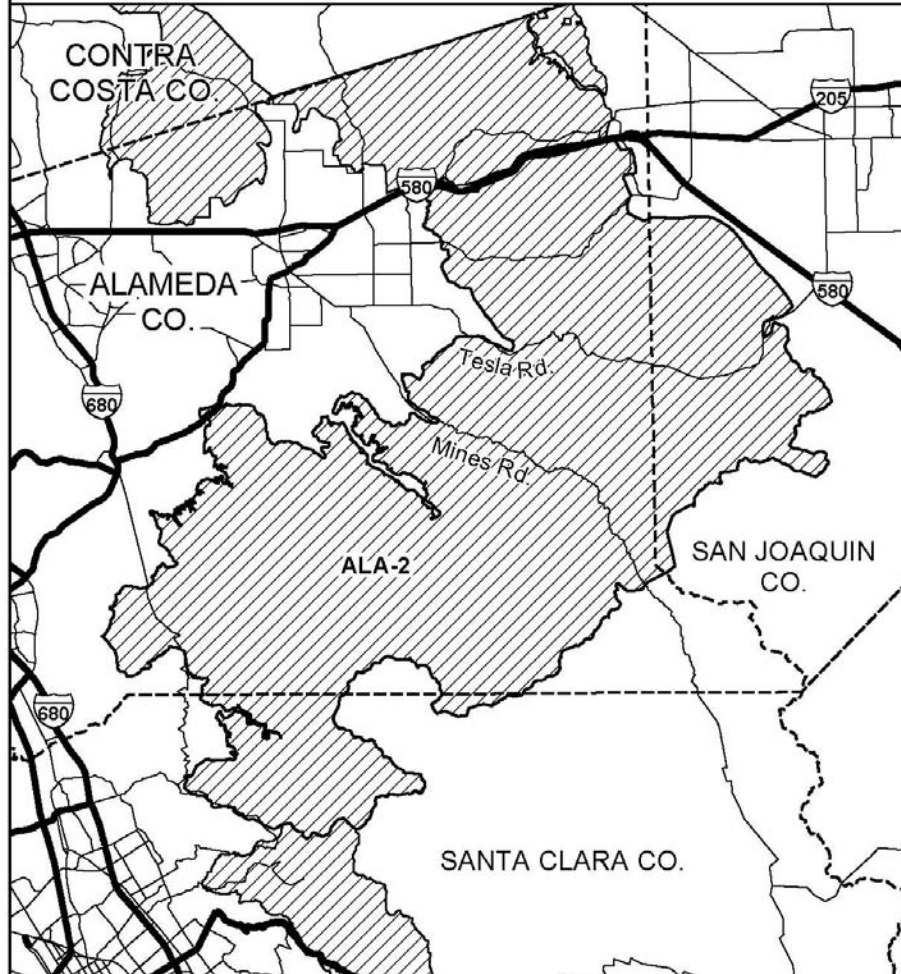 CONTRA
COSTA CO.
205
580
ALAMEDA
CO.
580
Tesla Rd.
680
Mines Rd.
ALA-2
SAN JOAQUIN
CO.
680
SANTA CLARA CO.